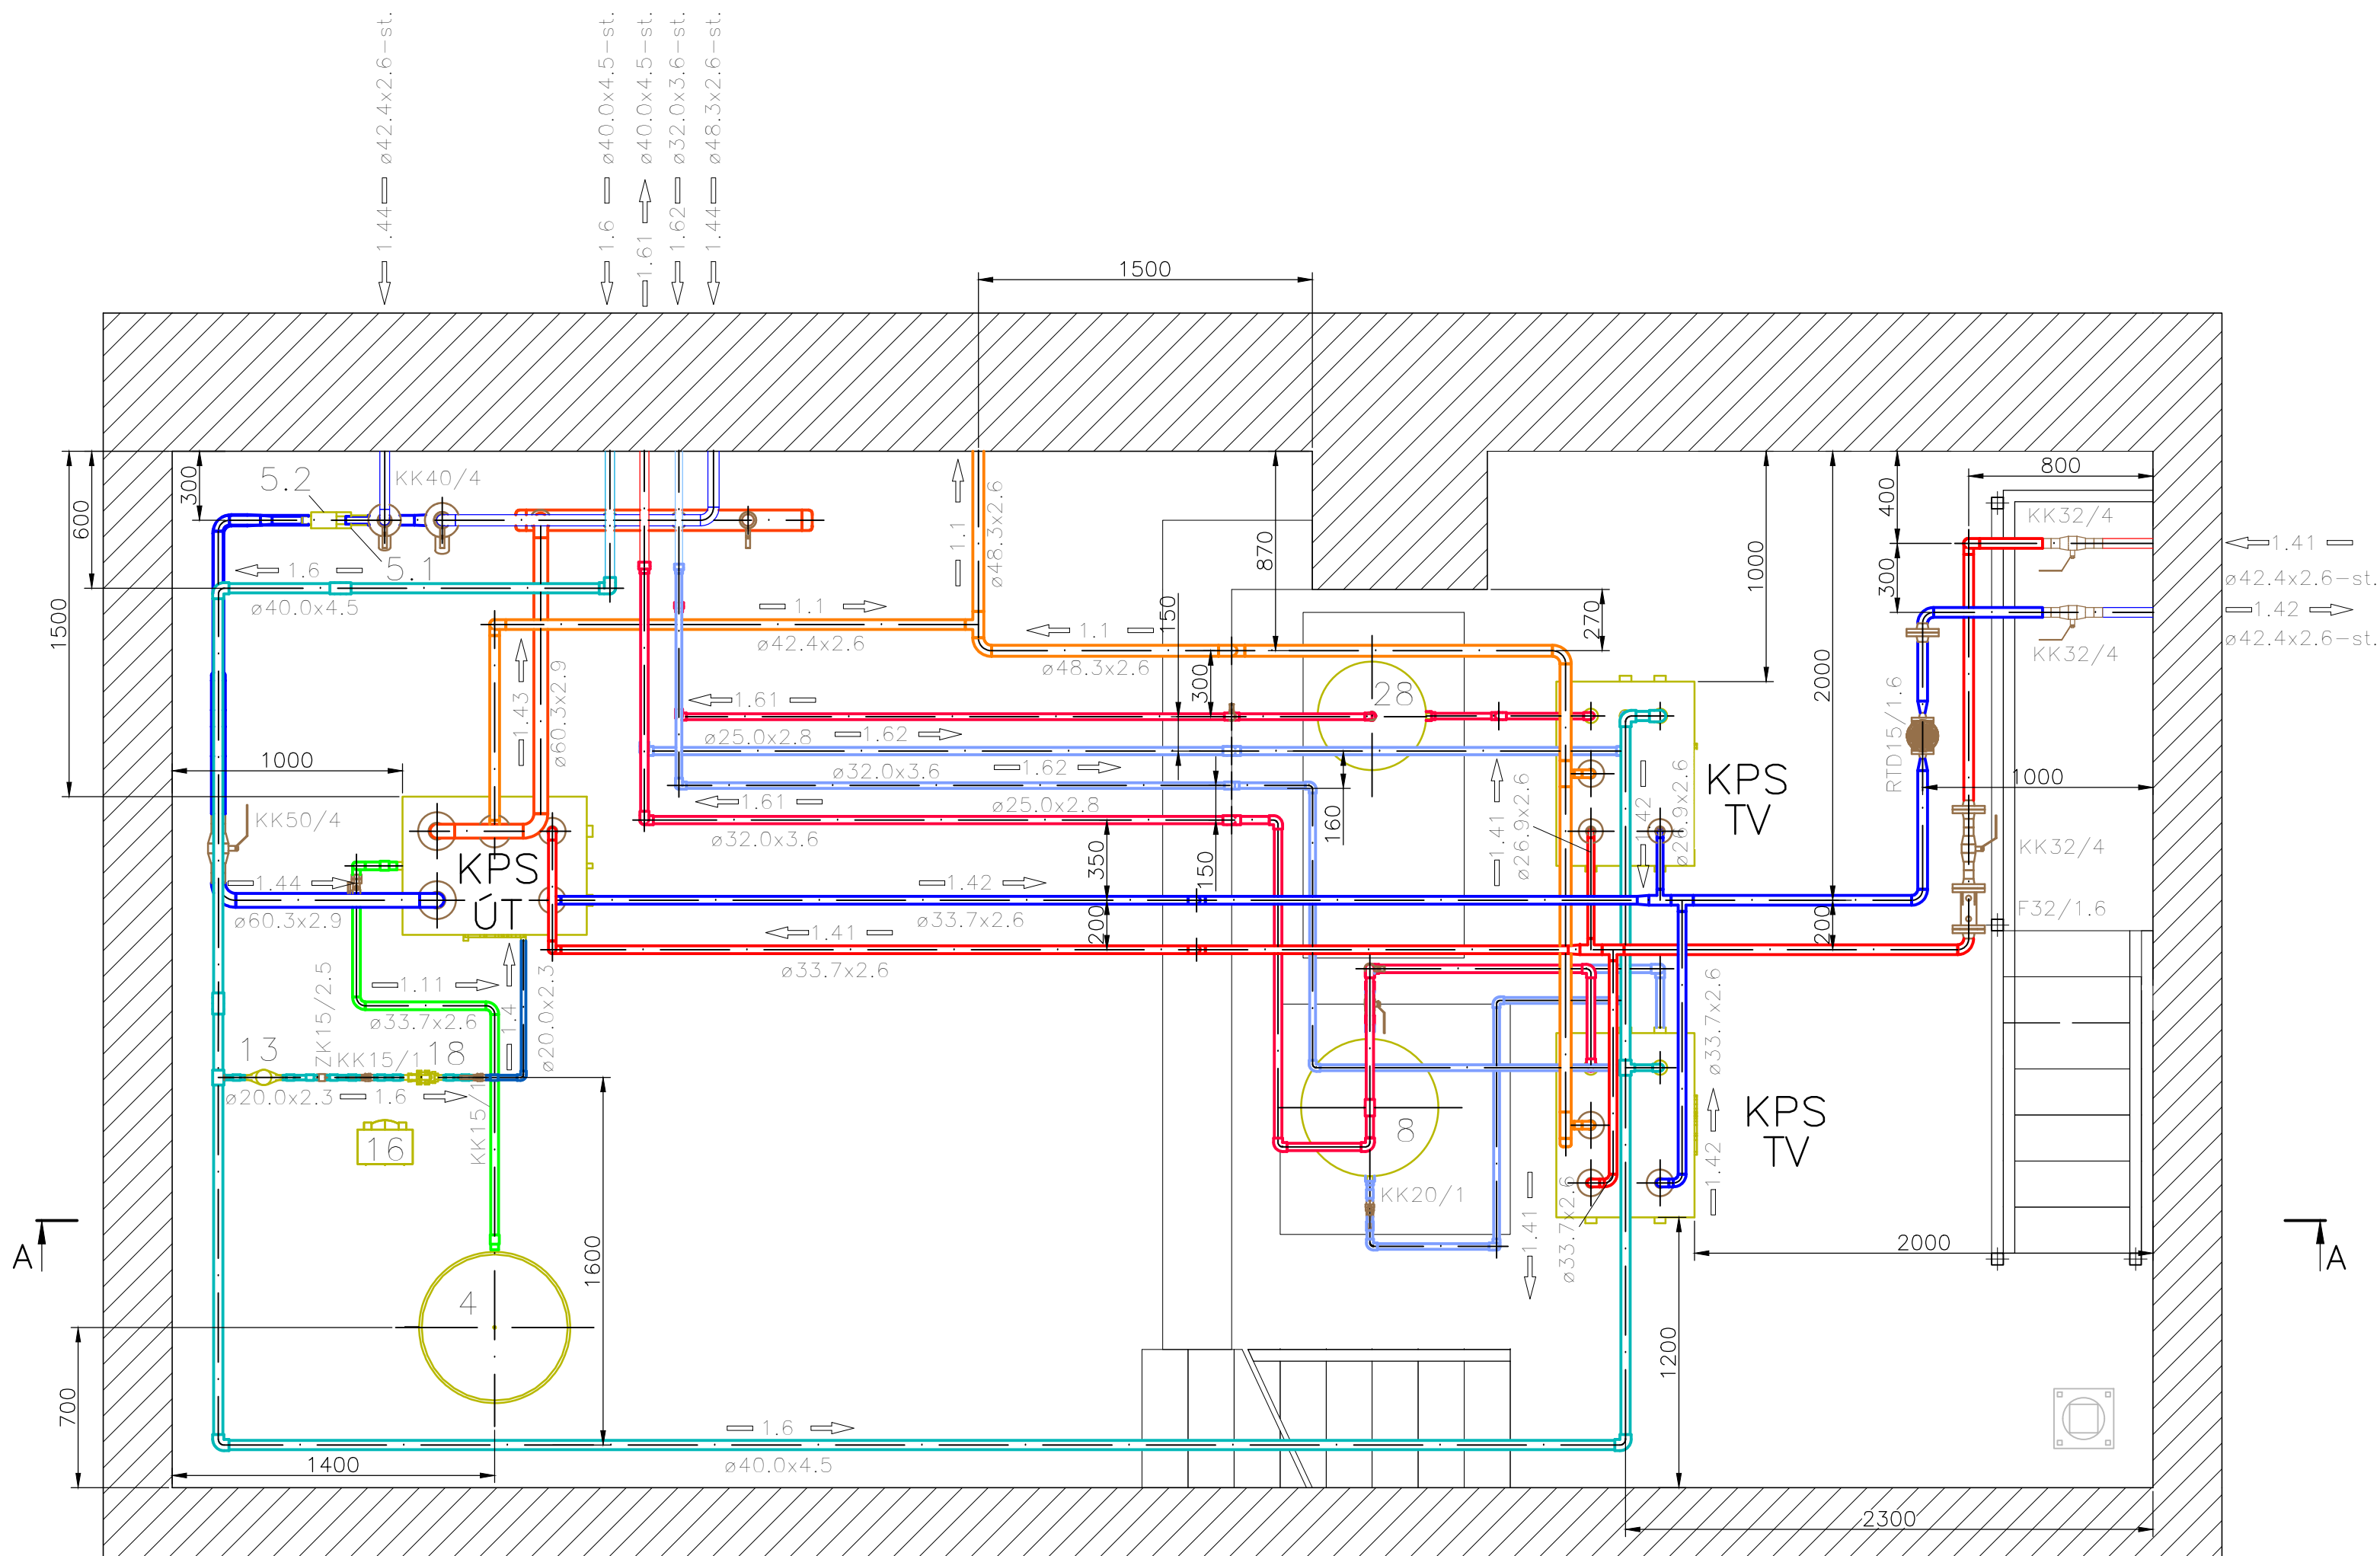 ø42.4x2.6-st.
ø40.0x4.5-st.
ø40.0x4.5-st.
ø32.0x3.6-st.
ø48.3x2.6-st.
1.44
1.6
1.61
1.62
1.44
1500
300
600
1500
5.2
KK40/4
5.1
1.6
ø40.0x4.5
1.1
ø48.3x2.6
870
1000
2000
400
300
800
KK32/4
1.41
ø42.4x2.6-st.
1.42
ø42.4x2.6-st.
KK32/4
270
150
1.1
ø42.4x2.6
1.1
ø48.3x2.6
300
1.43
ø60.3x2.9
1.61
ø25.0x2.8
1.62
28
RTD15/1.6
1000
ø32.0x3.6
1.62
1000
1.61
ø25.0x2.8
ø32.0x3.6
160
1.41
ø26.9x2.6
1.42
ø26.9x2.6
KPS
TV
KK50/4
KPS
ÚT
350
150
KK32/4
1.44
ø60.3x2.9
1.42
ø33.7x2.6
200
200
F32/1.6
1.41
ø33.7x2.6
ZK15/2.5
1.11
ø33.7x2.6
1.4
ø20.0x2.3
13
KK15/1
18
ø20.0x2.3
1.6
KK15/1
16
ø33.7x2.6
8
KPS
TV
1.42
KK20/1
1.41
ø33.7x2.6
2000
A
A
1600
4
700
1200
1.6
ø40.0x4.5
1400
2300